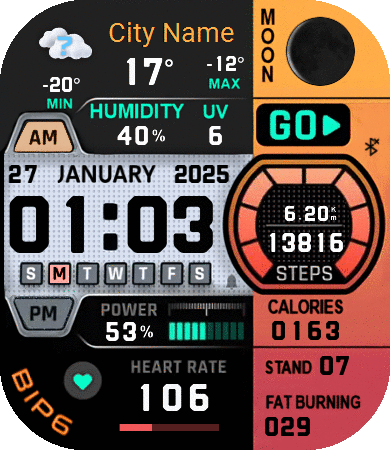 City Name
-20°
MIN
17°
-12°
MAX
HUMIDITY
40%
UV
6
MOON
GO
AM
27 JANUARY 2025
01:03
S M T W T F S
6.20 Km
13816
STEPS
PM
POWER
53%
CALORIES
0163
HEART RATE
106
STAND 07
FAT BURNING
029
BIP6